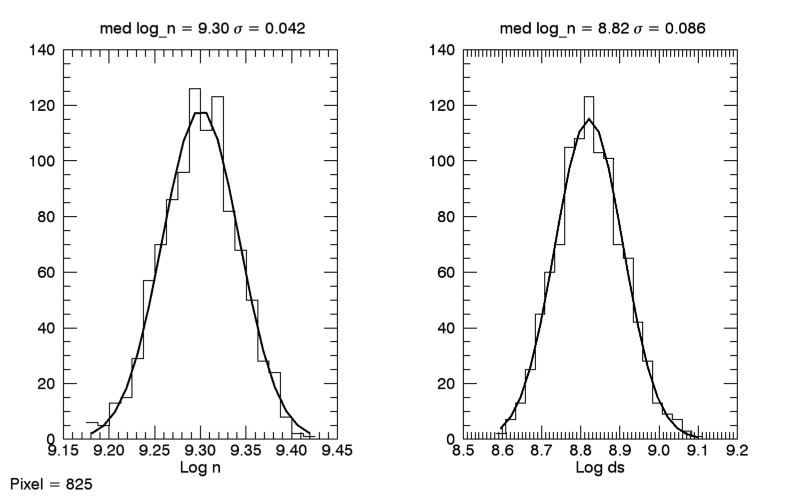 med log_n = 9.30 σ = 0.042
med log_n = 8.82 σ = 0.086
140
120
100
80
60
40
20
0
9.15 9.20 9.25 9.30 9.35 9.40 9.45
Log n
140
120
100
80
60
40
20
0
8.5 8.6 8.7 8.8 8.9 9.0 9.1 9.2
Log ds
Pixel = 825